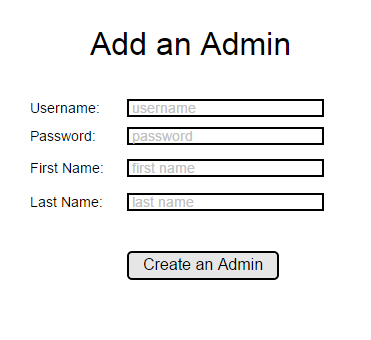 Add an Admin
Username: username
Password: password
First Name: first name
Last Name: last name
Create an Admin